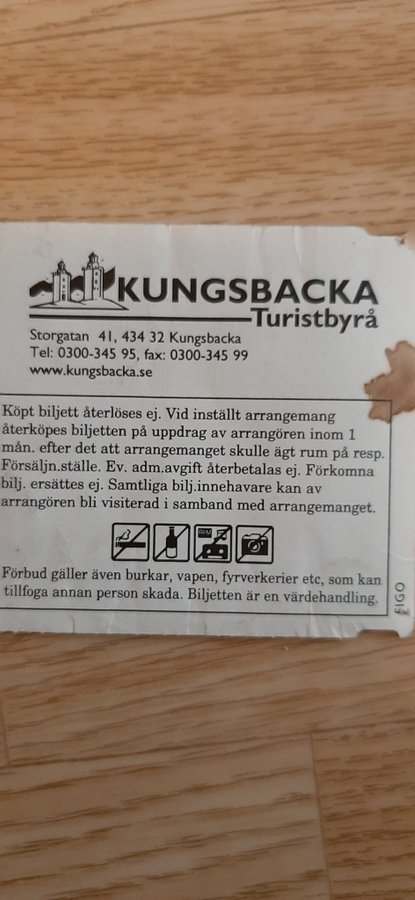 KUNGSBACKA
Turistbyrå
Storgatan 41, 434 32 Kungsbacka
Tel: 0300-345 95, fax: 0300-345 99
www.kungsbacka.se
Köpt biljett återlöses ej. Vid inställt arrangemang
återköpes biljetten på uppdrag av arrangören inom 1
mån. efter det att arrangemanget skulle ägt rum på resp.
Försäljn.ställe. Ev. adm.avgift återbetalas ej. Förkomna
bilj. ersättes ej. Samtliga bilj.innehavare kan av
arrangören bli visiterad i samband med arrangemanget.
Förbud gäller även burkar, vapen, fyrverkerier etc, som kan
tillfoga annan person skada. Biljetten är en värdehandling.